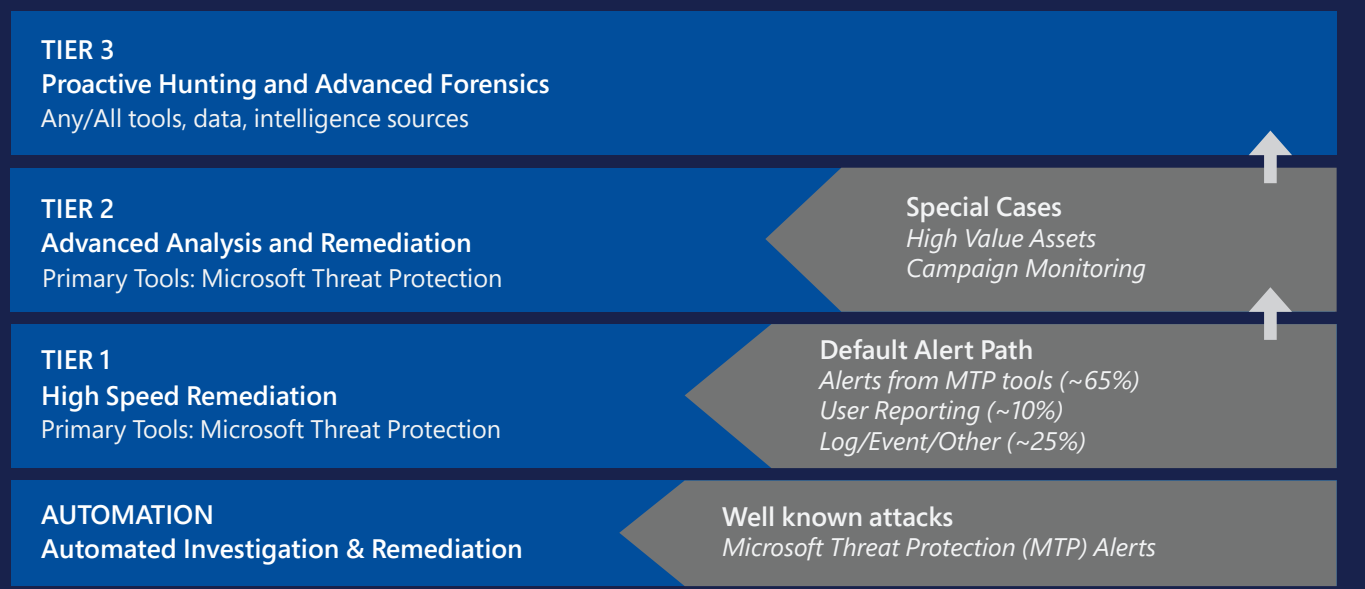 TIER 3
Proactive Hunting and Advanced Forensics
Any/All tools, data, intelligence sources
TIER 2
Advanced Analysis and Remediation
Primary Tools: Microsoft Threat Protection
Special Cases
High Value Assets
Campaign Monitoring
TIER 1
High Speed Remediation
Primary Tools: Microsoft Threat Protection
Default Alert Path
Alerts from MTP tools (~65%)
User Reporting (~10%)
Log/Event/Other (~25%)
AUTOMATION
Automated Investigation & Remediation
Well known attacks
Microsoft Threat Protection (MTP) Alerts